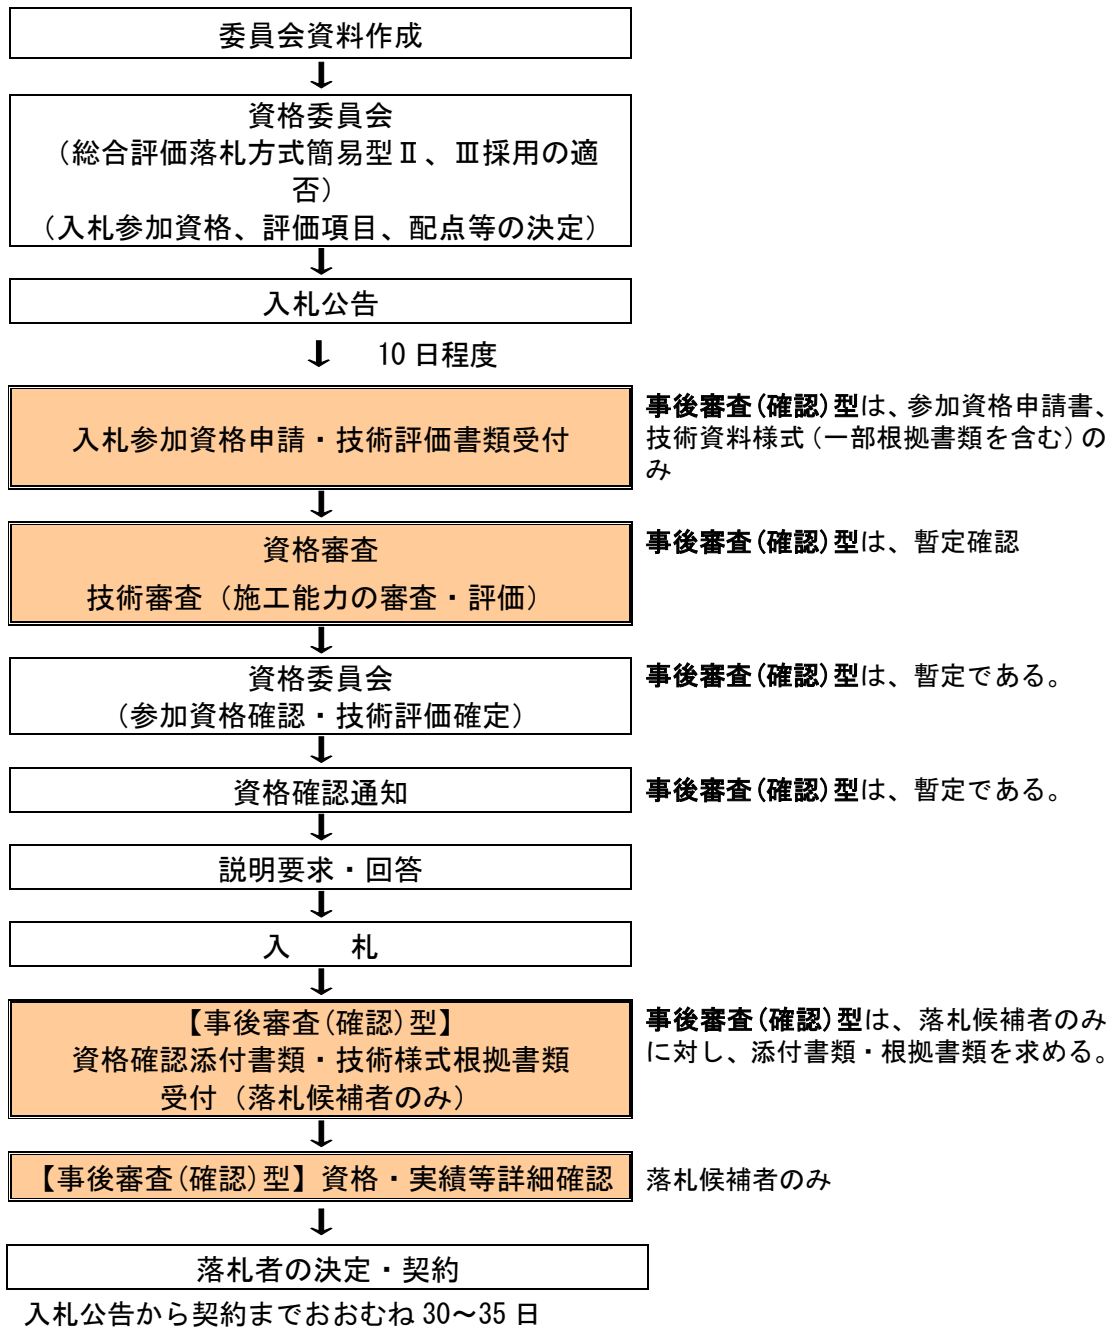 委員会資料作成
↓
資格委員会
（総合評価落札方式簡易型Ⅱ、Ⅲ採用の適
否）
（入札参加資格、評価項目、配点等の決定）
↓
入札公告
↓ 10日程度
入札参加資格申請・技術評価書類受付
事後審査(確認)型は、参加資格申請書、
技術資料様式(一部根拠書類を含む)の
み
↓
資格審査
技術審査（施工能力の審査・評価）
事後審査(確認)型は、暫定確認
↓
資格委員会
（参加資格確認・技術評価確定）
事後審査(確認)型は、暫定である。
↓
資格確認通知
事後審査(確認)型は、暫定である。
↓
説明要求・回答
↓
入　　札
↓
【事後審査(確認)型】
資格確認添付書類・技術様式根拠書類
受付（落札候補者のみ）
事後審査(確認)型は、落札候補者のみ
に対し、添付書類・根拠書類を求める。
↓
【事後審査(確認)型】資格・実績等詳細確認
落札候補者のみ
↓
落札者の決定・契約
入札公告から契約までおおむね30～35日